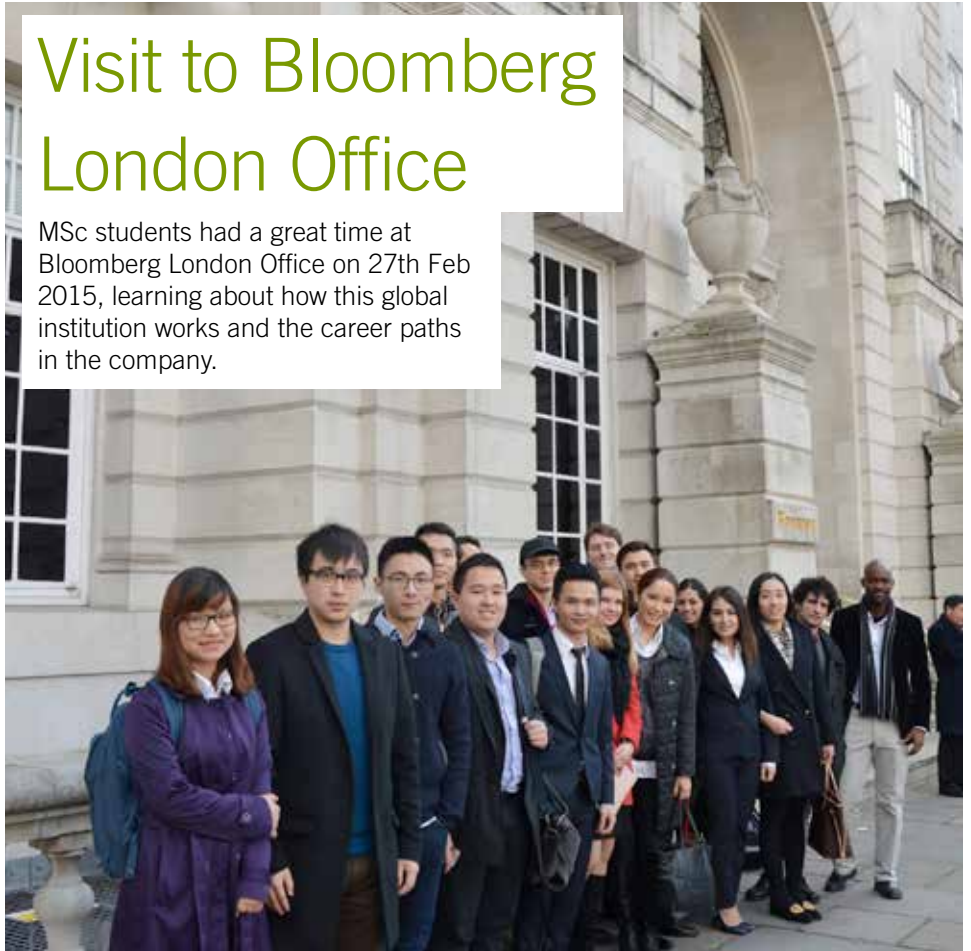 Visit to Bloomberg
London Office
MSc students had a great time at
Bloomberg London Office on 27th Feb
2015, learning about how this global
institution works and the career paths
in the company.